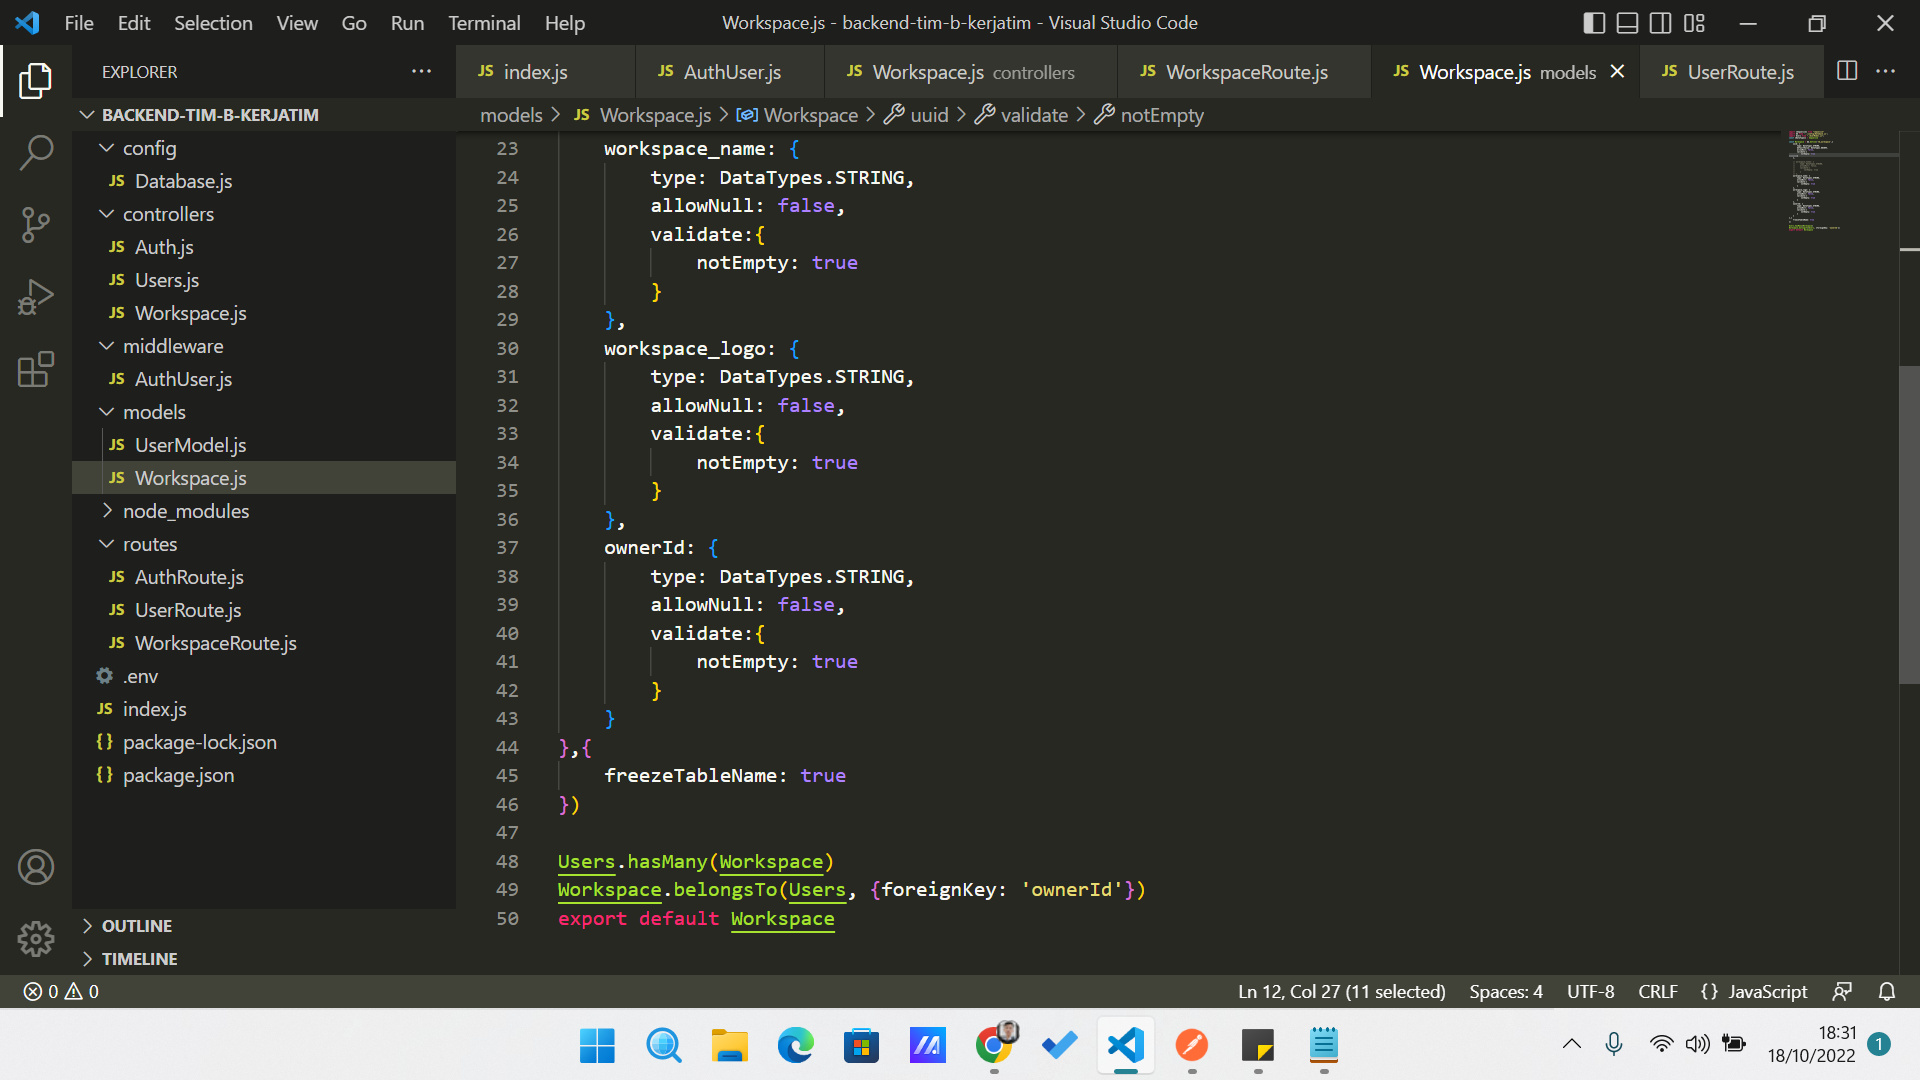 File Edit Selection View Go Run Terminal Help
Workspace.js - backend-tim-b-kerjatim - Visual Studio Code
EXPLORER
BACKEND-TIM-B-KERJATIM
config
JS Database.js
controllers
JS Auth.js
JS Users.js
JS Workspace.js
middleware
JS AuthUser.js
models
JS UserModel.js
JS Workspace.js
node_modules
routes
JS AuthRoute.js
JS UserRoute.js
JS WorkspaceRoute.js
.env
JS index.js
{} package-lock.json
{} package.json
OUTLINE
TIMELINE
JS index.js
JS AuthUser.js
JS Workspace.js controllers
JS WorkspaceRoute.js
JS Workspace.js models
JS UserRoute.js
models > JS Workspace.js > Workspace > uuid > validate > notEmpty
23 workspace_name: {
24 type: DataTypes.STRING,
25 allowNull: false,
26 validate:{
27 notEmpty: true
28 }
29 },
30 workspace_logo: {
31 type: DataTypes.STRING,
32 allowNull: false,
33 validate:{
34 notEmpty: true
35 }
36 },
37 ownerId: {
38 type: DataTypes.STRING,
39 allowNull: false,
40 validate:{
41 notEmpty: true
42 }
43 }
44 },{
45 freezeTableName: true
46 })
47
48 Users.hasMany(Workspace)
49 Workspace.belongsTo(Users, {foreignKey: 'ownerId'})
50 export default Workspace
0 0
Ln 12, Col 27 (11 selected) Spaces: 4 UTF-8 CRLF {} JavaScript
18:31
18/10/2022
1